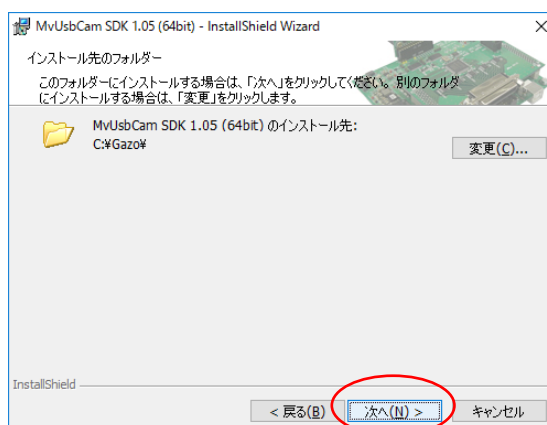 MvUsbCam SDK 1.05 (64bit) - InstallShield Wizard
インストール先のフォルダー
このフォルダーにインストールする場合は、「次へ」をクリックしてください。別のフォルダ
にインストールする場合は、「変更」をクリックします。
MvUsbCam SDK 1.05 (64bit) のインストール先:
C:¥Gazo¥
変更(C)...
InstallShield
< 戻る(B)
次へ(N) >
キャンセル